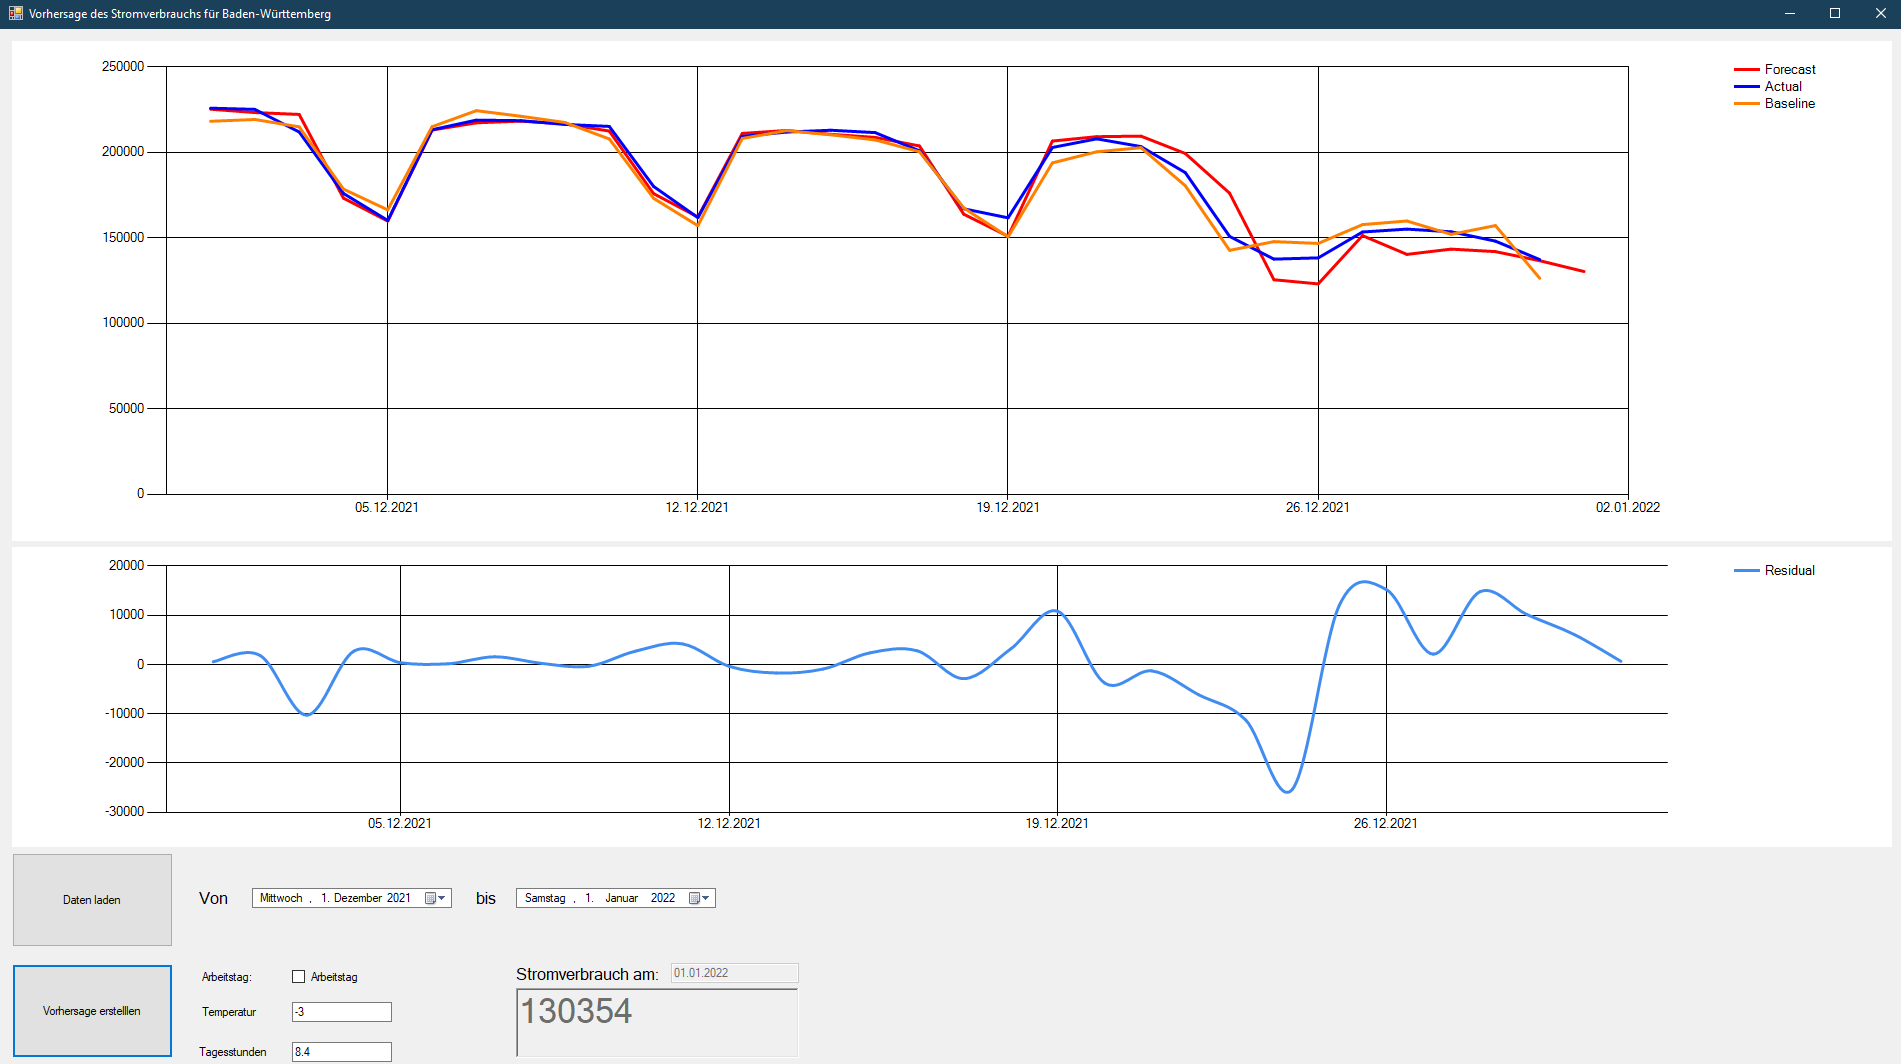 Vorhersage des Stromverbrauchs für Baden-Württemberg
250000
200000
150000
100000
50000
0
05.12.2021 12.12.2021 19.12.2021 26.12.2021 02.01.2022
Forecast
Actual
Baseline
20000
10000
0
-10000
-20000
-30000
05.12.2021 12.12.2021 19.12.2021 26.12.2021
Residual
Daten laden
Von Mittwoch , 1. Dezember 2021 bis Samstag , 1. Januar 2022
Vorhersage erstelllen
Arbeitstag: Arbeitstag
Temperatur -3
Tagesstunden 8.4
Stromverbrauch am: 01.01.2022
130354